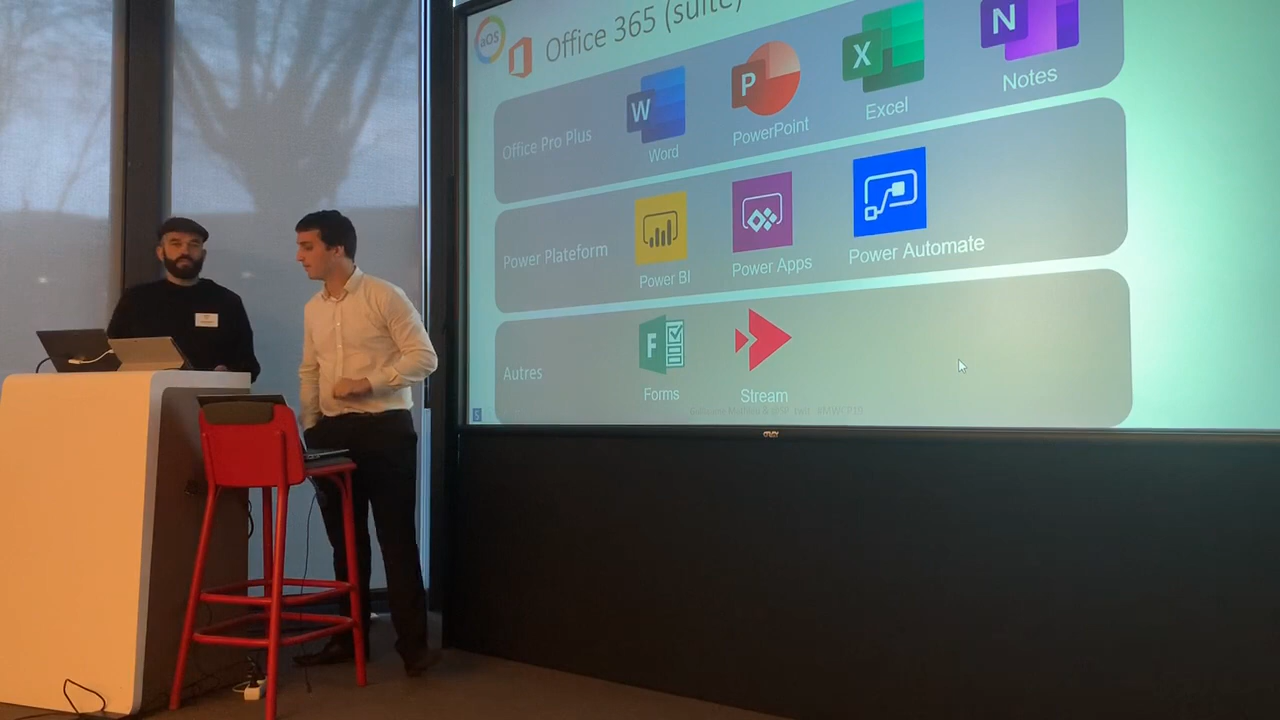 aOS
Office 365 (suite)
Office Pro Plus
W
Word
P
PowerPoint
X
Excel
N
Notes
Power Plateform
Power BI
Power Apps
Power Automate
Autres
F
Forms
Stream